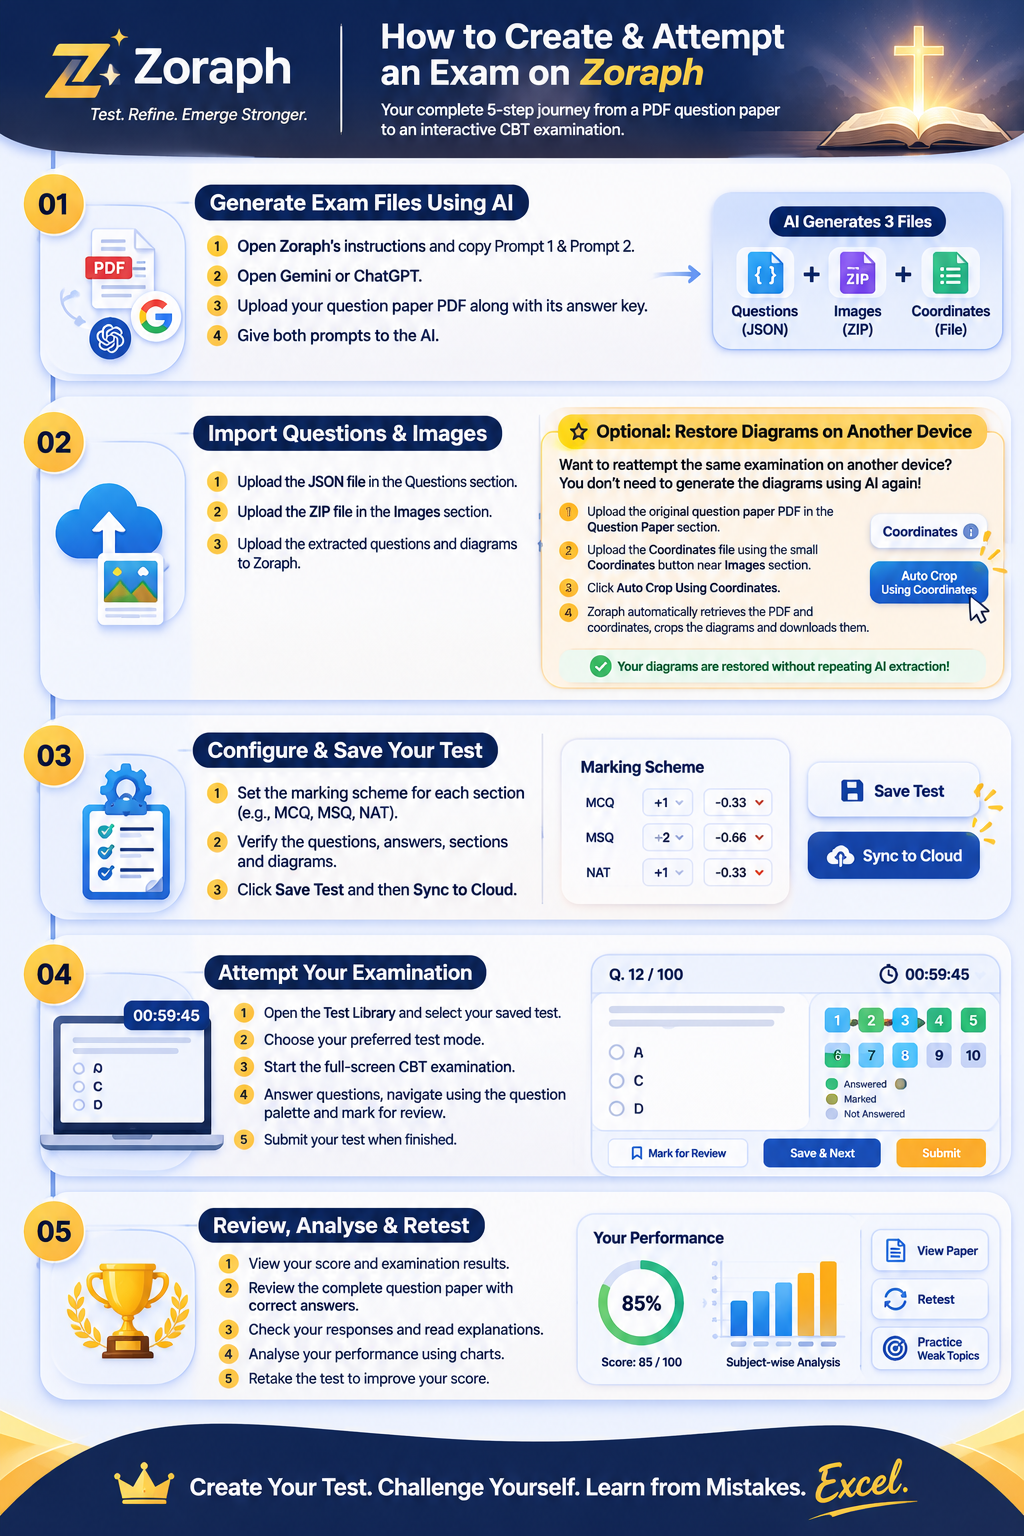 Zoraph
Test. Refine. Emerge Stronger.
How to Create & Attempt
an Exam on Zoraph
Your complete 5-step journey from a PDF question paper
to an interactive CBT examination.
01
PDF
Generate Exam Files Using AI
1 Open Zoraph's instructions and copy Prompt 1 & Prompt 2.
2 Open Gemini or ChatGPT.
3 Upload your question paper PDF along with its answer key.
4 Give both prompts to the AI.
AI Generates 3 Files
{ } + ZIP +
Questions (JSON)
Images (ZIP)
Coordinates (File)
02
Import Questions & Images
1 Upload the JSON file in the Questions section.
2 Upload the ZIP file in the Images section.
3 Upload the extracted questions and diagrams
to Zoraph.
Optional: Restore Diagrams on Another Device
Want to reattempt the same examination on another device?
You don't need to generate the diagrams using AI again!
1 Upload the original question paper PDF in the
Question Paper section.
2 Upload the Coordinates file using the small
Coordinates button near Images section.
3 Click Auto Crop Using Coordinates.
4 Zoraph automatically retrieves the PDF and
coordinates, crops the diagrams and downloads them.
Coordinates i
Auto Crop
Using Coordinates
Your diagrams are restored without repeating AI extraction!
03
Configure & Save Your Test
1 Set the marking scheme for each section
(e.g., MCQ, MSQ, NAT).
2 Verify the questions, answers, sections
and diagrams.
3 Click Save Test and then Sync to Cloud.
Marking Scheme
MCQ +1 -0.33
MSQ +2 -0.66
NAT +1 -0.33
Save Test
Sync to Cloud
04
00:59:45
C
D
Attempt Your Examination
1 Open the Test Library and select your saved test.
2 Choose your preferred test mode.
3 Start the full-screen CBT examination.
4 Answer questions, navigate using the question
palette and mark for review.
5 Submit your test when finished.
Q. 12 / 100
00:59:45
A
C
D
1 2 3 4 5
6 7 8 9 10
Answered
Marked
Not Answered
Mark for Review
Save & Next
Submit
05
Review, Analyse & Retest
1 View your score and examination results.
2 Review the complete question paper with
correct answers.
3 Check your responses and read explanations.
4 Analyse your performance using charts.
5 Retake the test to improve your score.
Your Performance
85%
Score: 85 / 100
Subject-wise Analysis
View Paper
Retest
Practice
Weak Topics
Create Your Test. Challenge Yourself. Learn from Mistakes. Excel.